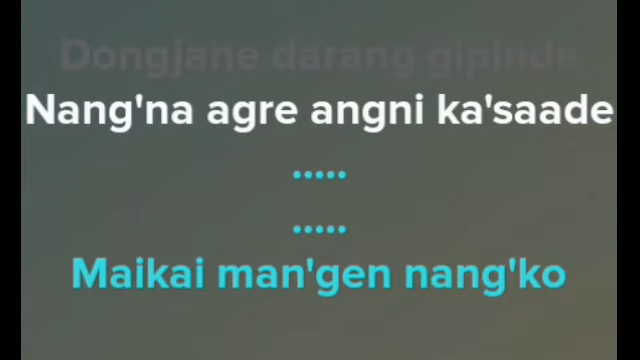 Dongjane darang gipinde
Nang'na agre angni ka'saade
.....
.....
Maikai man'gen nang'ko